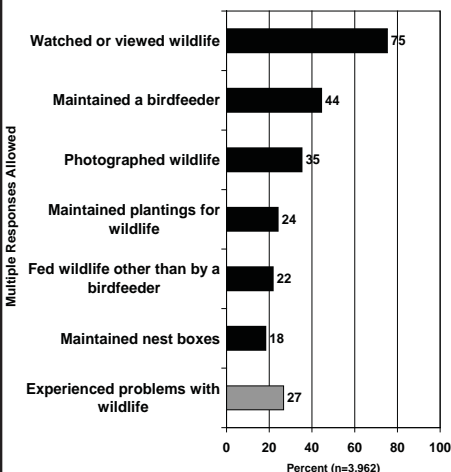 Multiple Responses Allowed
Watched or viewed wildlife 75
Maintained a birdfeeder 44
Photographed wildlife 35
Maintained plantings for
wildlife 24
Fed wildlife other than by a
birdfeeder 22
Maintained nest boxes 18
Experienced problems with
wildlife 27
0 20 40 60 80 100
Percent (n=3,962)